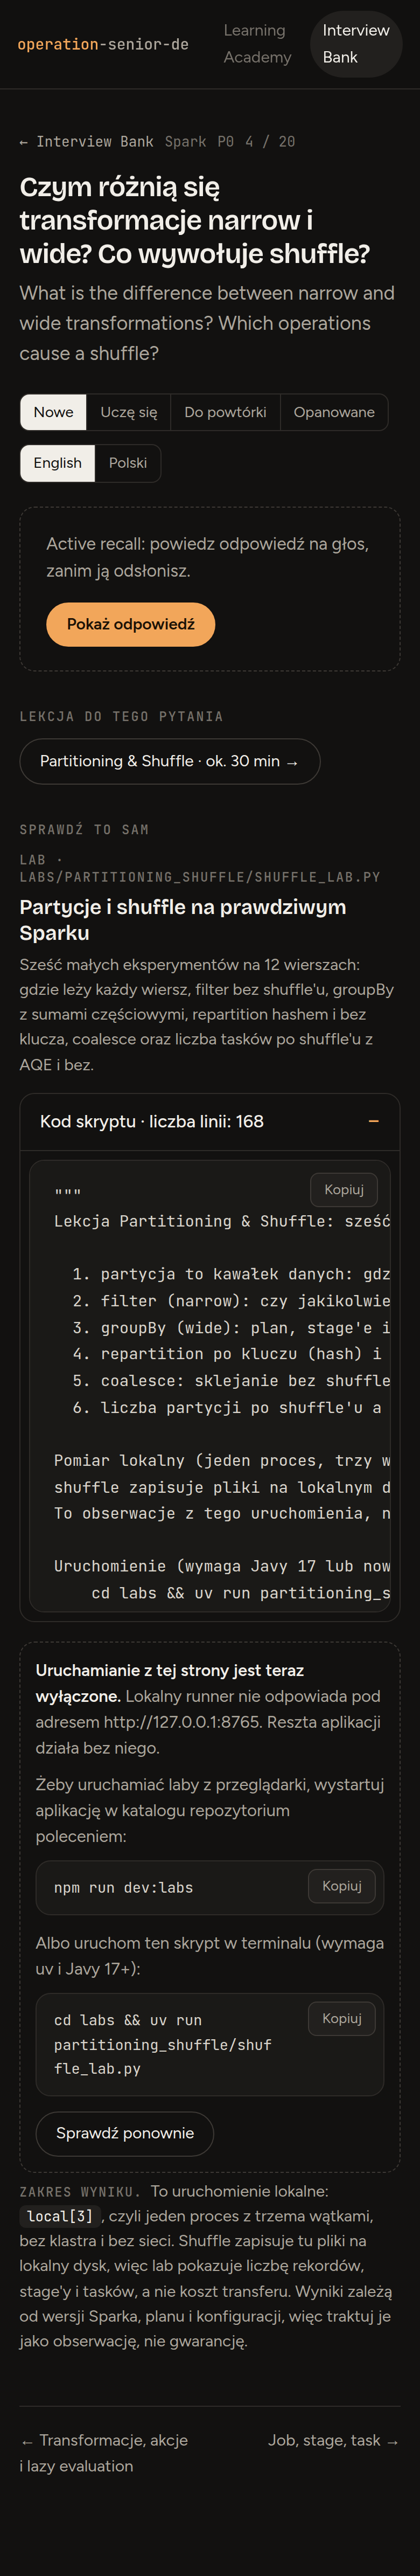 operation-senior-de
Learning
Academy
Interview
Bank
← Interview Bank Spark P0 4 / 20
Czym różnią się
transformacje narrow i
wide? Co wywołuje shuffle?
What is the difference between narrow and
wide transformations? Which operations
cause a shuffle?
Nowe Uczę się Do powtórki Opanowane
English Polski
Active recall: powiedz odpowiedź na głos,
zanim ją odsłonisz.
Pokaż odpowiedź
LEKCJA DO TEGO PYTANIA
Partitioning & Shuffle · ok. 30 min →
SPRAWDŹ TO SAM
LAB ·
LABS/PARTITIONING_SHUFFLE/SHUFFLE_LAB.PY
Partycje i shuffle na prawdziwym
Sparku
Sześć małych eksperymentów na 12 wierszach:
gdzie leży każdy wiersz, filter bez shuffle'u, groupBy
z sumami częściowymi, repartition hashem i bez
klucza, coalesce oraz liczba tasków po shuffle'u z
AQE i bez.
Kod skryptu · liczba linii: 168 –
Kopiuj
"""
Lekcja Partitioning & Shuffle: sześć
1. partycja to kawałek danych: gdz
2. filter (narrow): czy jakikolwie
3. groupBy (wide): plan, stage'e i
4. repartition po kluczu (hash) i
5. coalesce: sklejanie bez shuffle
6. liczba partycji po shuffle'u a
Pomiar lokalny (jeden proces, trzy w
shuffle zapisuje pliki na lokalnym d
To obserwacje z tego uruchomienia, n
Uruchomienie (wymaga Javy 17 lub now
cd labs && uv run partitioning_s
Uruchamianie z tej strony jest teraz
wyłączone. Lokalny runner nie odpowiada pod
adresem http://127.0.0.1:8765. Reszta aplikacji
działa bez niego.
Żeby uruchamiać laby z przeglądarki, wystartuj
aplikację w katalogu repozytorium
poleceniem:
npm run dev:labs Kopiuj
Albo uruchom ten skrypt w terminalu (wymaga
uv i Javy 17+):
cd labs && uv run Kopiuj
partitioning_shuffle/shuf
fle_lab.py
Sprawdź ponownie
ZAKRES WYNIKU. To uruchomienie lokalne:
local[3], czyli jeden proces z trzema wątkami,
bez klastra i bez sieci. Shuffle zapisuje tu pliki na
lokalny dysk, więc lab pokazuje liczbę rekordów,
stage'y i tasków, a nie koszt transferu. Wyniki zależą
od wersji Sparka, planu i konfiguracji, więc traktuj je
jako obserwację, nie gwarancję.
← Transformacje, akcje
i lazy evaluation
Job, stage, task →